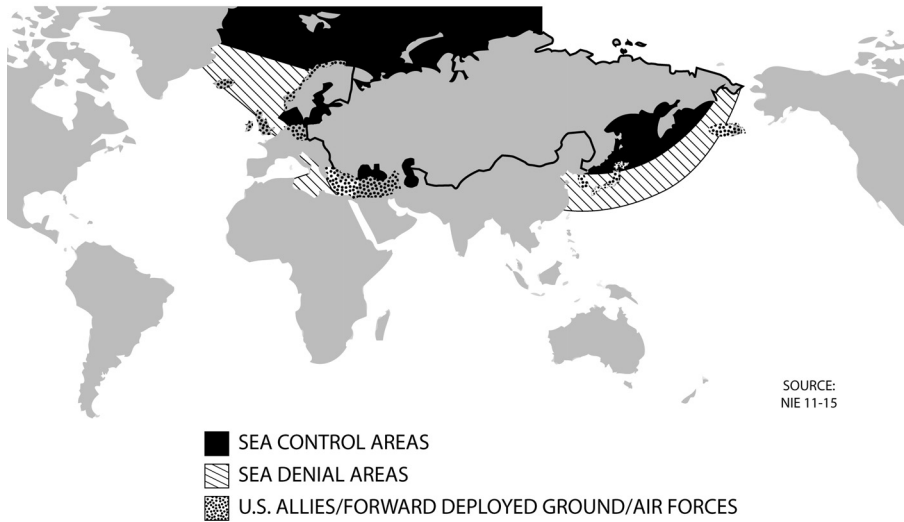 SOURCE:
NIE 11-15
SEA CONTROL AREAS
SEA DENIAL AREAS
U.S. ALLIES/FORWARD DEPLOYED GROUND/AIR FORCES